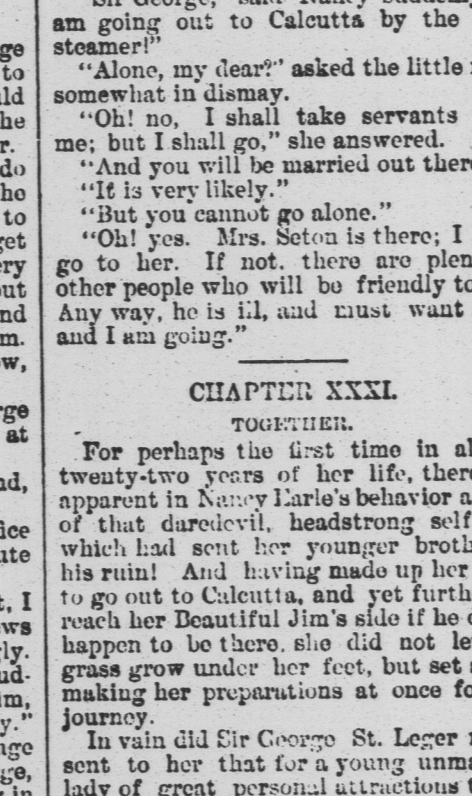 am going out to Calcutta by the
steamer!"
"Alone, my dear?" asked the little
somewhat in dismay.
"Oh! no, I shall take servants
me; but I shall go," she answered.
"And you will be married out ther
"It is very likely."
"But you cannot go alone."
"Oh! yes. Mrs. Seton is there; I
go to her. If not, there are plen
other people who will be friendly to
Any way, he is ill, and must want
and I am going."
CHAPTER XXXI.
TOGETHER.
For perhaps the first time in al
twenty-two years of her life, there
apparent in Nancy Earle's behavior a
of that daredevil, headstrong self
which had sent her younger broth
his ruin! And having made up her
to go out to Calcutta, and yet furth
reach her Beautiful Jim's side if he
happen to be there, she did not le
grass grow under her feet, but set
making her preparations at once fo
journey.
In vain did Sir George St. Leger
sent to her that for a young unma
lady of great personal attractions